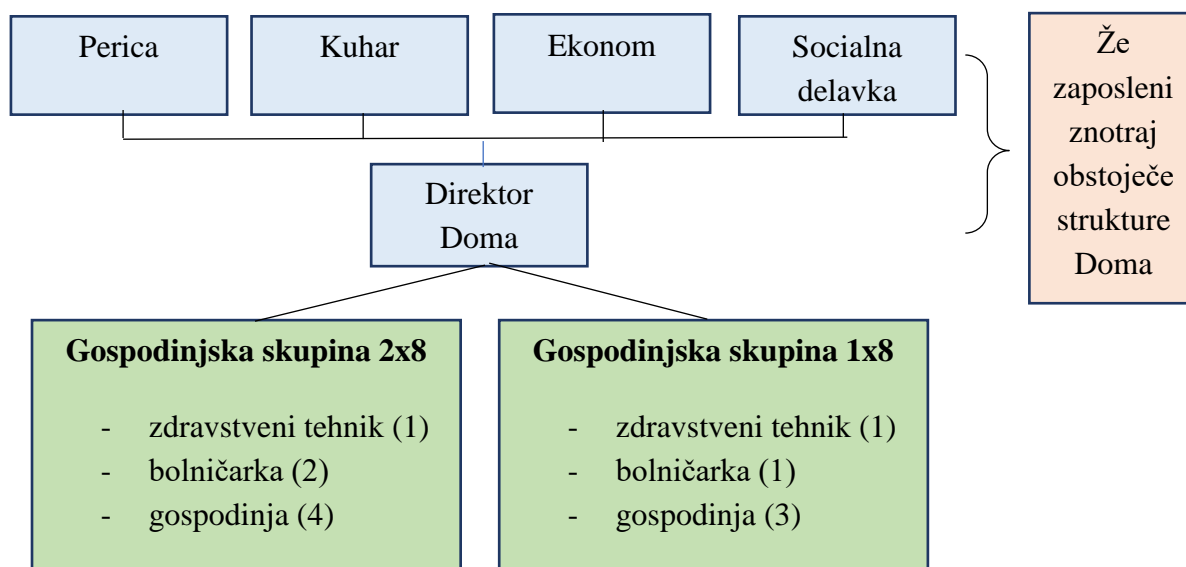 Perica
Kuhar
Ekonom
Socialna
delavka
Že
zaposleni
znotraj
obstoječe
strukture
Doma
Direktor
Doma
Gospodinjska skupina 2x8
- zdravstveni tehnik (1)
- bolničarka (2)
- gospodinja (4)
Gospodinjska skupina 1x8
- zdravstveni tehnik (1)
- bolničarka (1)
- gospodinja (3)